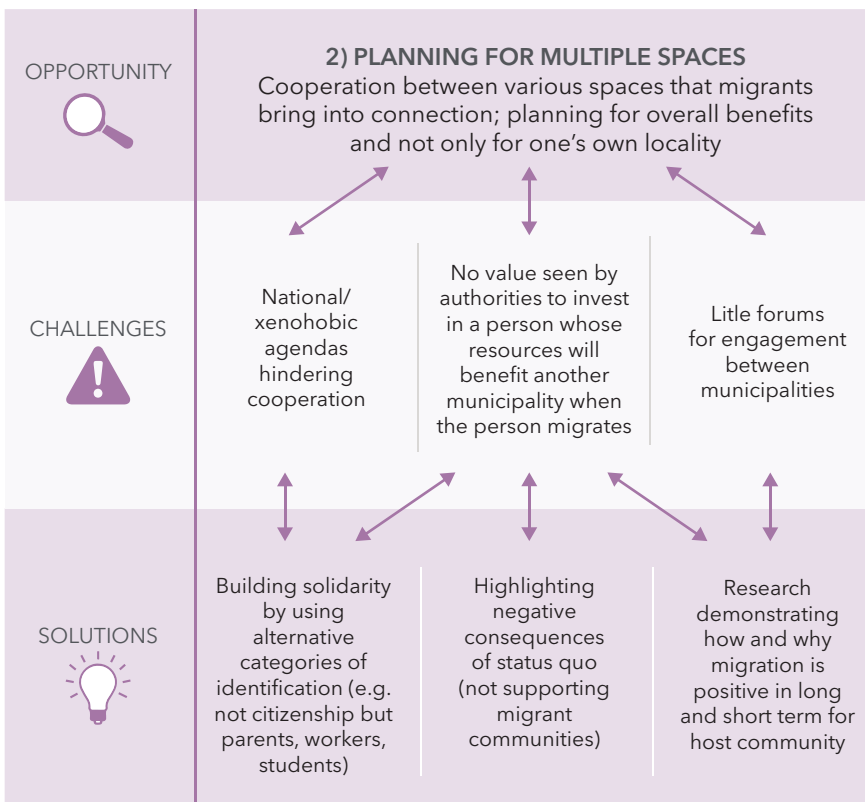 OPPORTUNITY
2) PLANNING FOR MULTIPLE SPACES
Cooperation between various spaces that migrants
bring into connection; planning for overall benefits
and not only for one's own locality
CHALLENGES
National/
xenohobic
agendas
hindering
cooperation
No value seen by
authorities to invest
in a person whose
resources will
benefit another
municipality when
the person migrates
Litle forums
for engagement
between
municipalities
SOLUTIONS
Building solidarity
by using
alternative
categories of
identification (e.g.
not citizenship but
parents, workers,
students)
Highlighting
negative
consequences
of status quo
(not supporting
migrant
communities)
Research
demonstrating
how and why
migration is
positive in long
and short term for
host community